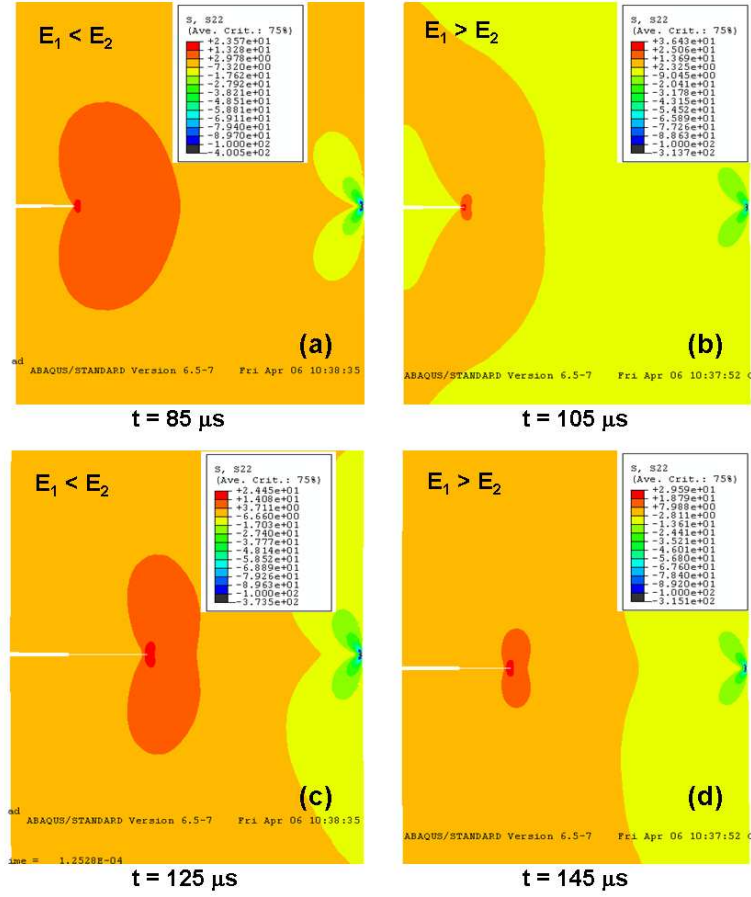 E1 < E2
S, S22
(Ave. Crit.: 75%)
+2.357e+01
+1.328e+01
+2.978e+00
-7.320e+00
-1.762e+01
-2.792e+01
-3.821e+01
-4.851e+01
-5.881e+01
-6.911e+01
-7.940e+01
-8.970e+01
-1.000e+02
-4.005e+02
(a)
ad
ABAQUS/STANDARD Version 6.5-7 Fri Apr 06 10:38:35
t = 85 μs
E1 > E2
S, S22
(Ave. Crit.: 75%)
+3.643e+01
+2.506e+01
+1.369e+01
+2.325e+00
-9.045e+00
-2.041e+01
-3.178e+01
-4.315e+01
-5.452e+01
-6.589e+01
-7.726e+01
-8.863e+01
-1.000e+02
-3.137e+02
(b)
ABAQUS/STANDARD Version 6.5-7 Fri Apr 06 10:37:52
t = 105 μs
E1 < E2
S, S22
(Ave. Crit.: 75%)
+2.445e+01
+1.408e+01
+3.711e+00
-6.660e+00
-1.703e+01
-2.740e+01
-3.777e+01
-4.814e+01
-5.852e+01
-6.889e+01
-7.926e+01
-8.963e+01
-1.000e+02
-3.735e+02
(c)
ad
ABAQUS/STANDARD Version 6.5-7 Fri Apr 06 10:38:35
ime = 1.2528E-04
t = 125 μs
E1 > E2
S, S22
(Ave. Crit.: 75%)
+2.959e+01
+1.879e+01
+7.988e+00
-2.811e+00
-1.361e+01
-2.441e+01
-3.521e+01
-4.601e+01
-5.680e+01
-6.760e+01
-7.840e+01
-8.920e+01
-1.000e+02
-3.151e+02
(d)
ABAQUS/STANDARD Version 6.5-7 Fri Apr 06 10:37:52
t = 145 μs